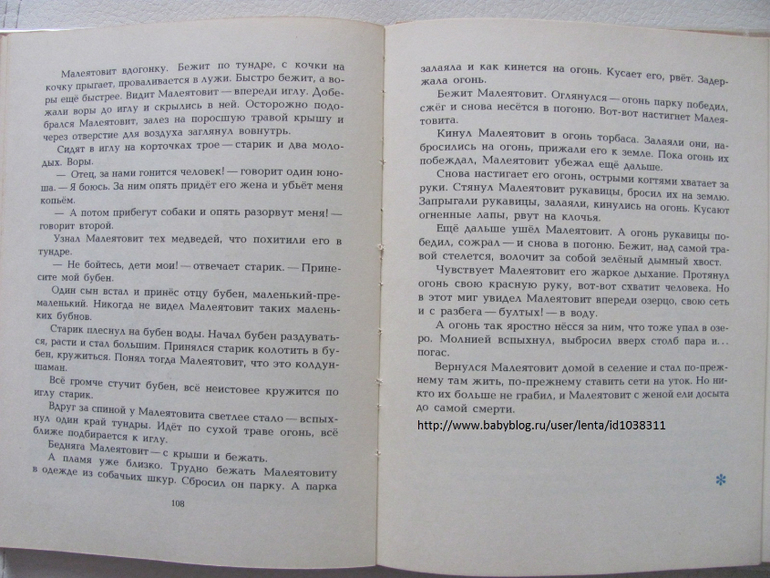 Малеятовит вдогонку. Бежит по тундре, с кочки на
кочку прыгает, проваливается в лужи. Быстро бежит, а во-
ры ещё быстрее. Видит Малеятовит — впереди иглу. Добе-
жали воры до иглу и скрылись в ней. Осторожно подо-
брался Малеятовит, залез на поросшую травой крышу и
через отверстие для воздуха заглянул вовнутрь.
Сидят в иглу на корточках трое — старик и два моло-
дых. Воры.
— Отец, за нами гонится человек! — говорит один юно-
ша. — Я боюсь. За ним опять придёт его жена и убьёт меня
копьём.
— А потом прибегут собаки и опять разорвут меня! —
говорит второй.
Узнал Малеятовит тех медведей, что похитили его в
тундре.
— Не бойтесь, дети мои! — отвечает старик. — Прине-
сите мой бубен.
Один сын встал и принёс отцу бубен, маленький-пре-
маленький. Никогда не видел Малеятовит таких малень-
ких бубнов.
Старик плеснул на бубен воды. Начал бубен раздувать-
ся, расти и стал большим. Принялся старик колотить в бу-
бен, кружиться. Понял тогда Малеятовит, что это колдун-
шаман.
Всё громче стучит бубен, всё неистовее кружится по
иглу старик.
Вдруг за спиной у Малеятовита светлее стало — вспых-
нул один край тундры. Идёт по сухой траве огонь, всё
ближе подбирается к иглу.
Бедняга Малеятовит — с крыши и бежать.
А пламя уже близко. Трудно бежать Малеятовиту
в одежде из собачьих шкур. Сбросил он парку. А парка
108
залаяла и как кинется на огонь. Кусает его, рвёт. Задер-
жала огонь.
Бежит Малеятовит. Оглянулся — огонь парку победил,
сжёг и снова несётся в погоню. Вот-вот настигнет Малея-
товита.
Кинул Малеятовит в огонь торбаса. Залаяли они, на-
бросились на огонь, прижали его к земле. Пока огонь их
побеждал, Малеятовит убежал ещё дальше.
Снова настигает его огонь, острыми когтями хватает за
руки. Стянул Малеятовит рукавицы, бросил их на землю.
Запрыгали рукавицы, залаяли, кинулись на огонь. Кусают
огненные лапы, рвут на клочья.
Ещё дальше ушёл Малеятовит. А огонь рукавицы по-
бедил, сожрал — и снова в погоню. Бежит, над самой тра-
вой стелется, волочит за собой зелёный дымный хвост.
Чувствует Малеятовит его жаркое дыхание. Протянул
огонь свою красную руку, вот-вот схватит человека. Но
в этот миг увидел Малеятовит впереди озерцо, свою сеть
и с разбега — бултых! — в воду.
А огонь так яростно нёсся за ним, что тоже упал в озе-
ро. Молнией вспыхнул, выбросил вверх столб пара и...
погас.
Вернулся Малеятовит домой в селение и стал по-преж-
нему там жить, по-прежнему ставить сети на уток. Но ни-
кто их больше не грабил, и Малеятовит с женой ели досыта
до самой смерти.
http://www.babyblog.ru/user/lenta/id1038311